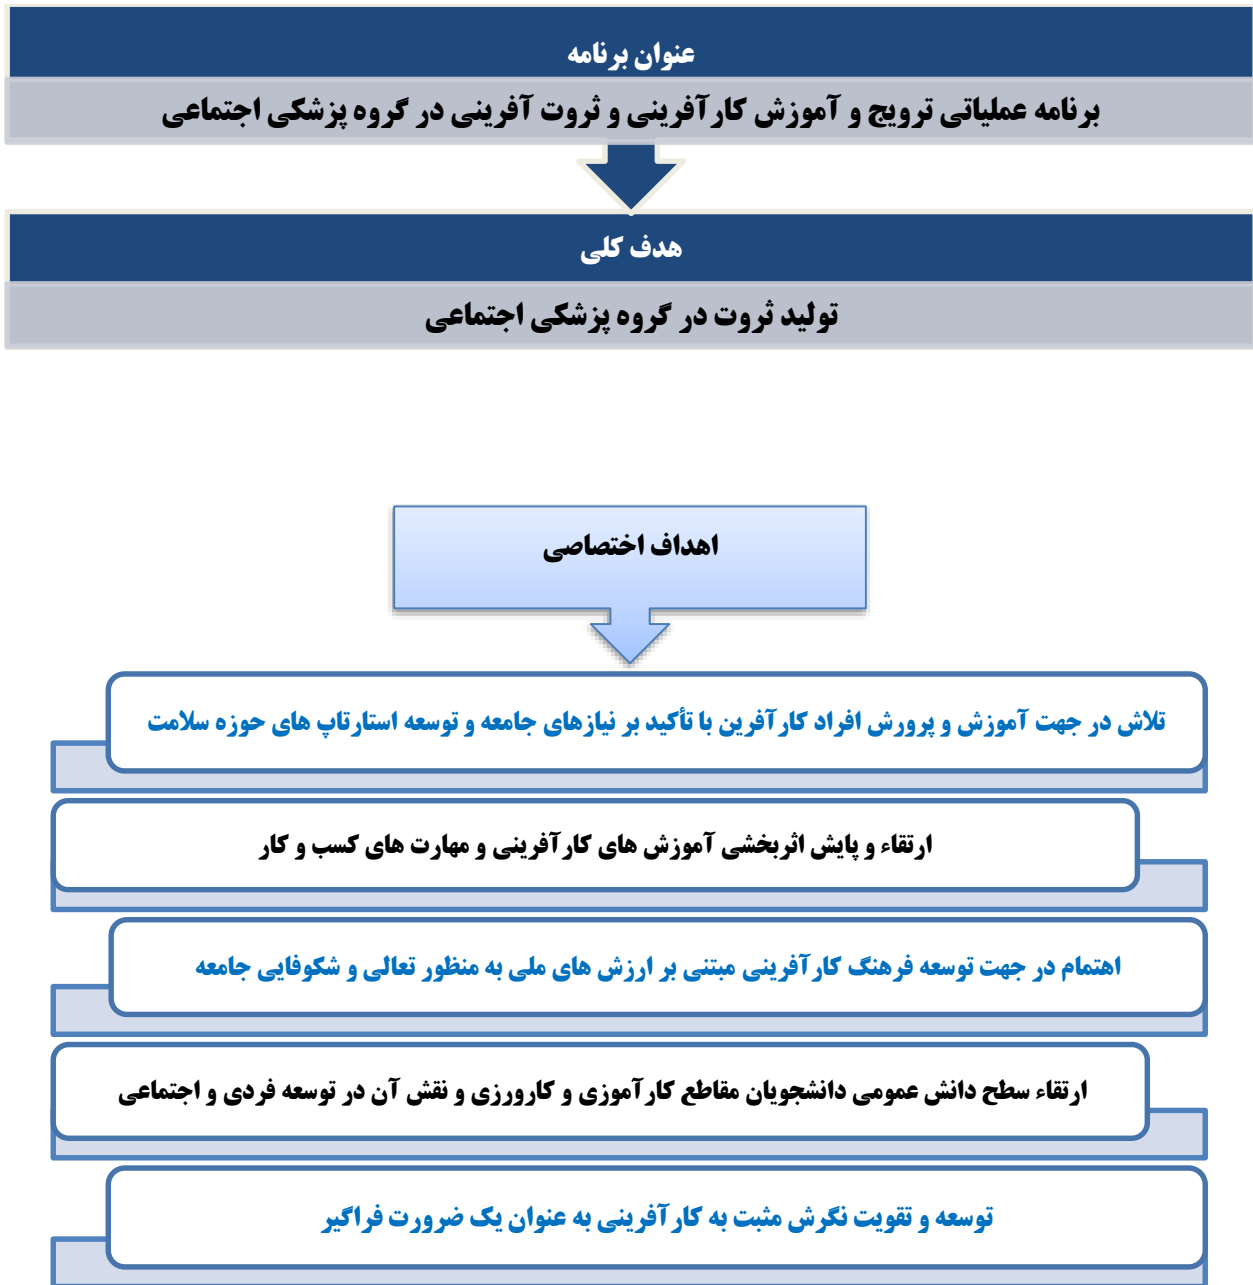 عنوان برنامه
برنامه عملیاتی ترویج و آموزش کارآفرینی و ثروت آفرینی در گروه پزشکی اجتماعی
هدف کلی
تولید ثروت در گروه پزشکی اجتماعی
اهداف اختصاصی
تلاش در جهت آموزش و پرورش افراد کارآفرین با تأکید بر نیازهای جامعه و توسعه استارتاپ های حوزه سلامت
ارتقاء و پایش اثربخشی آموزش های کارآفرینی و مهارت های کسب و کار
اهتمام در جهت توسعه فرهنگ کارآفرینی مبتنی بر ارزش های ملی به منظور تعالی و شکوفایی جامعه
ارتقاء سطح دانش عمومی دانشجویان مقاطع کارآموزی و کارورزی و نقش آن در توسعه فردی و اجتماعی
توسعه و تقویت نگرش مثبت به کارآفرینی به عنوان یک ضرورت فراگیر